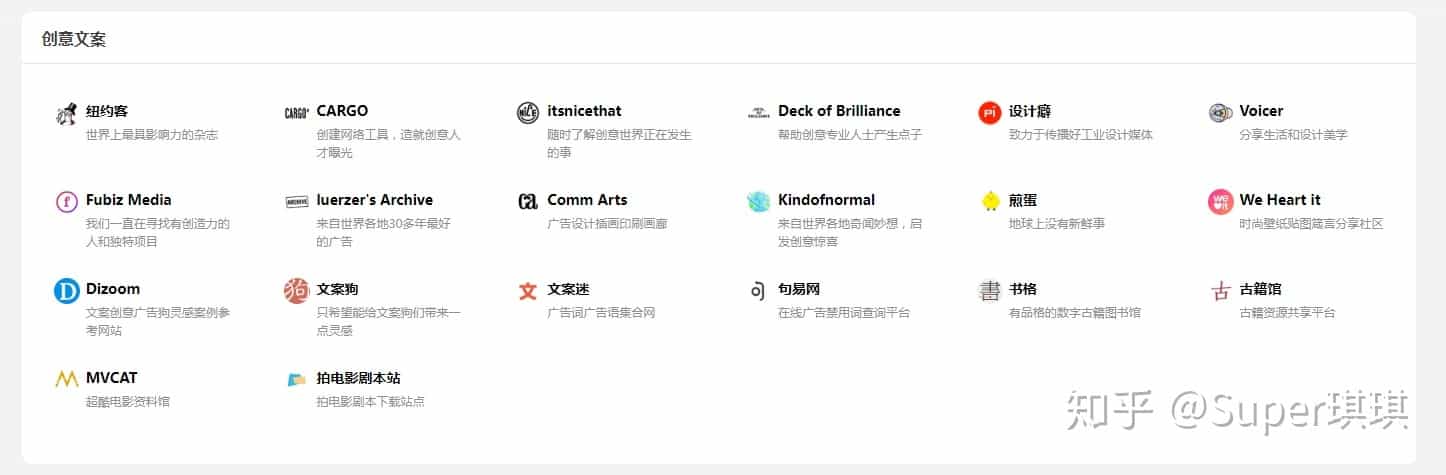 创意文案
纽约客
世界上最具影响力的杂志
CARGO
CARGO
创建网络工具，造就创意人
才曝光
NICE
itsnicethat
随时了解创意世界正在发生
的事
Deck of Brilliance
帮助创意专业人士产生点子
Pi
设计癖
致力于传播好工业设计媒体
Voicer
分享生活和设计美学
f
Fubiz Media
我们一直在寻找有创造力的
人和独特项目
ARCHIVE
luerzer's Archive
来自世界各地30多年最好
的广告
ca
Comm Arts
广告设计插画印刷画廊
Kindofnormal
来自世界各地奇闻妙想，启
发创意惊喜
煎蛋
地球上没有新鲜事
we
it
We Heart it
时尚壁纸贴图箴言分享社区
D
Dizoom
文案创意广告狗灵感案例参
考网站
狗
文案狗
只希望能给文案狗们带来一
点灵感
文
文案迷
广告词广告语集合网
句易网
在线广告禁用词查询平台
書
书格
有品格的数字古籍图书馆
古
古籍馆
古籍资源共享平台
M
MVCAT
超酷电影资料馆
拍电影剧本站
拍电影剧本下载站点
知乎 @Super琪琪